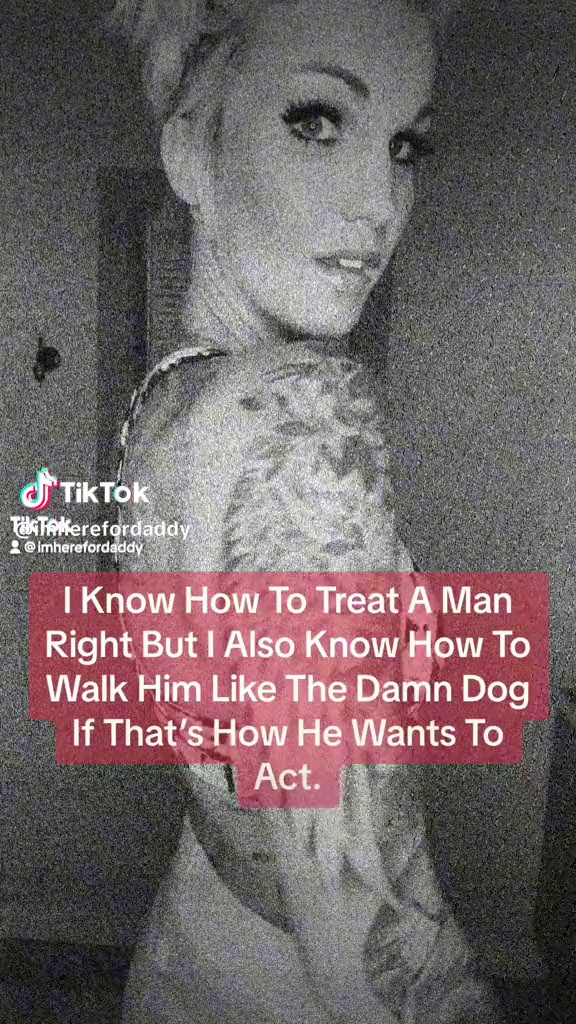 TikTok
@imherefordaddy
TikTok
@imherefordaddy
I Know How To Treat A Man
Right But I Also Know How To
Walk Him Like The Damn Dog
If That's How He Wants To
Act.